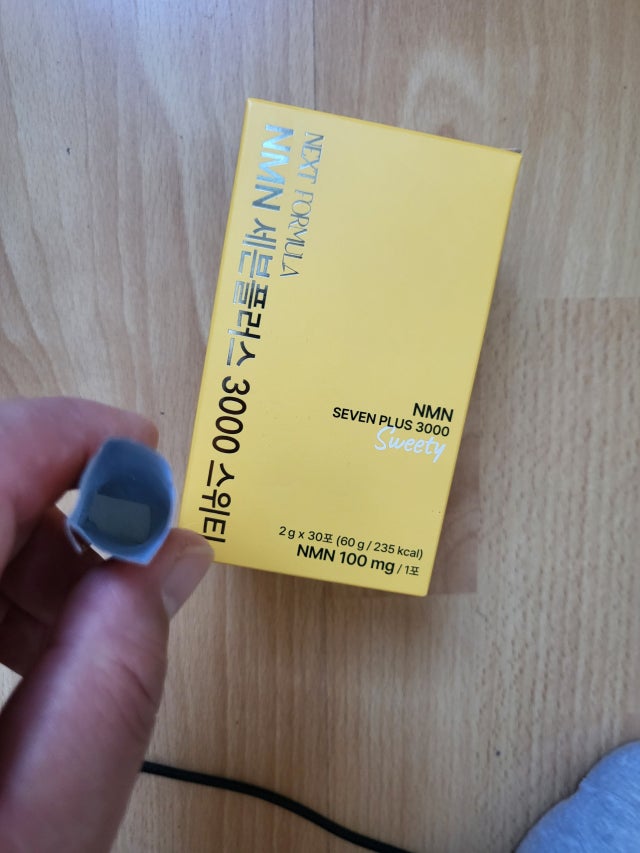 NEXT FORMULA
NMN 세븐플러스 3000 스위티
NMN
SEVEN PLUS 3000
Sweety
2 g x 30포 (60 g / 235 kcal)
NMN 100 mg / 1포